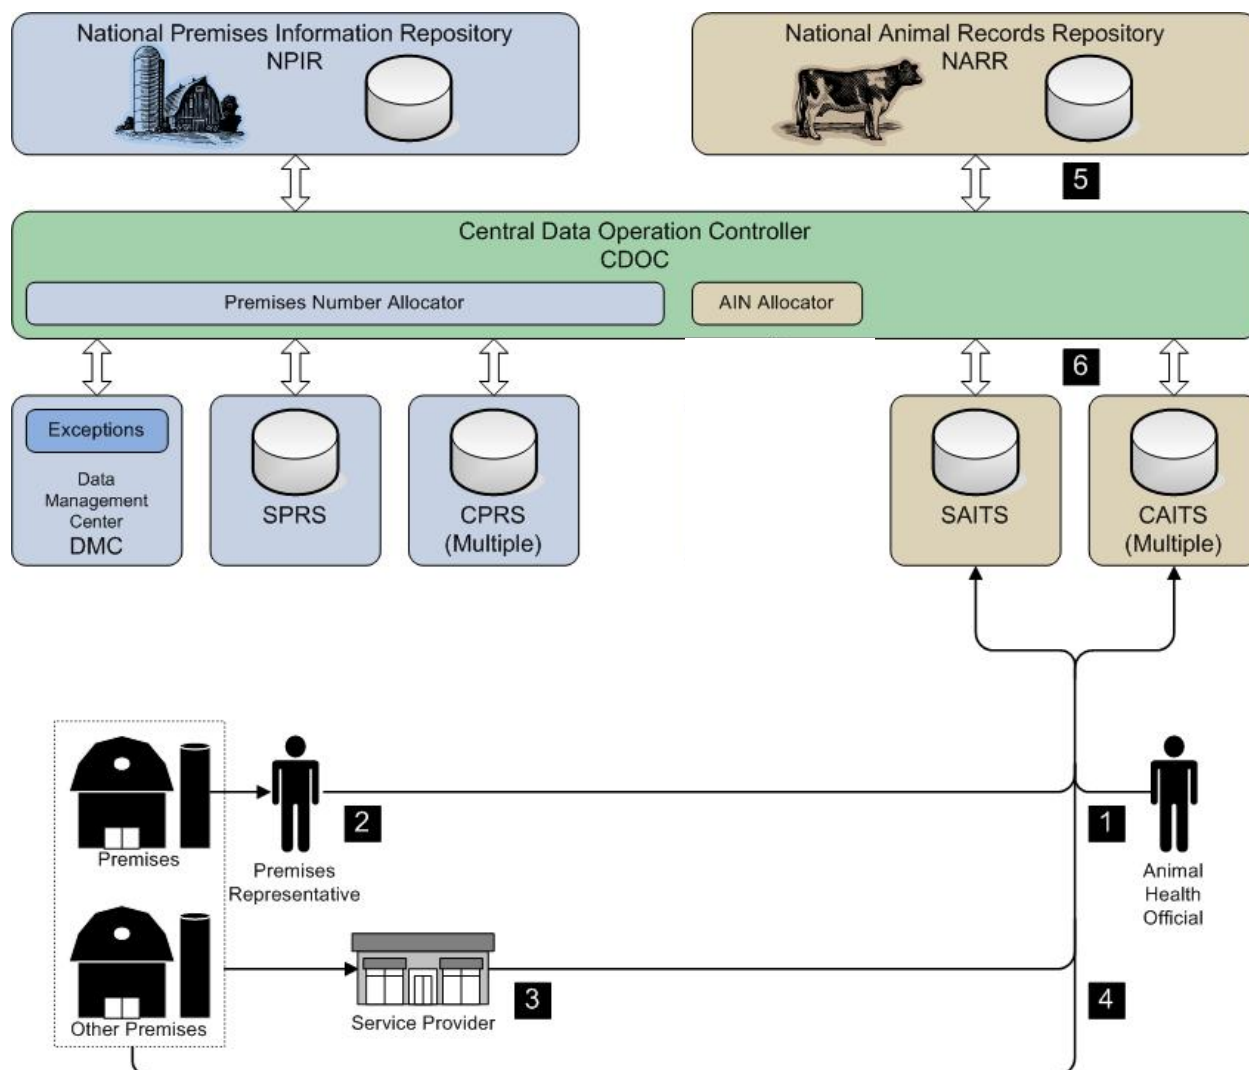 National Premises Information Repository
NPIR
National Animal Records Repository
NARR
5
Central Data Operation Controller
CDOC
Premises Number Allocator
AIN Allocator
6
Exceptions
Data
Management
Center
DMC
SPRS
CPRS
(Multiple)
SAITS
CAITS
(Multiple)
Premises
2
Premises
Representative
1
Animal
Health
Official
Other Premises
3
Service Provider
4